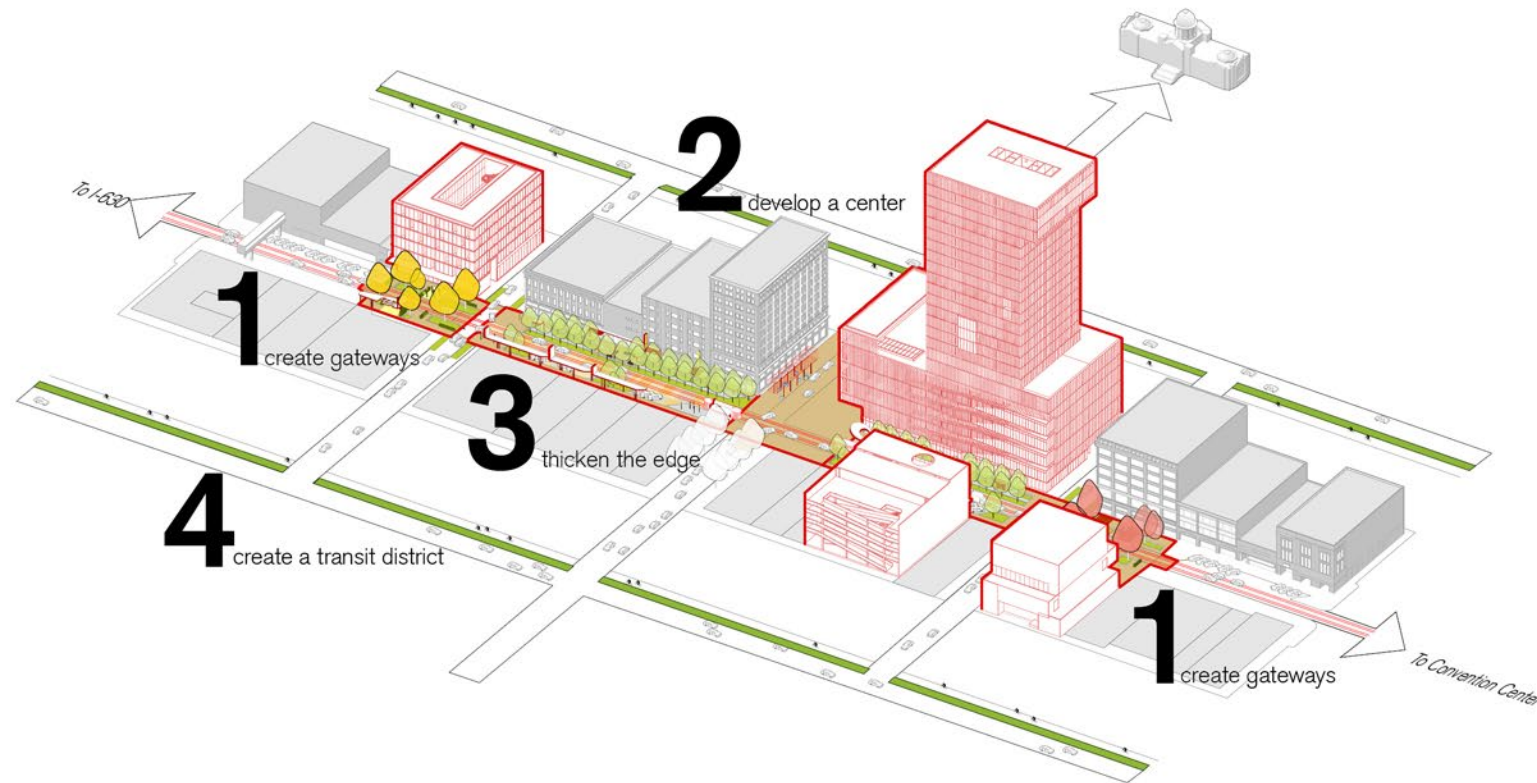 To I-630
2 develop a center
1 create gateways
3 thicken the edge
4 create a transit district
1 create gateways
To Convention Center